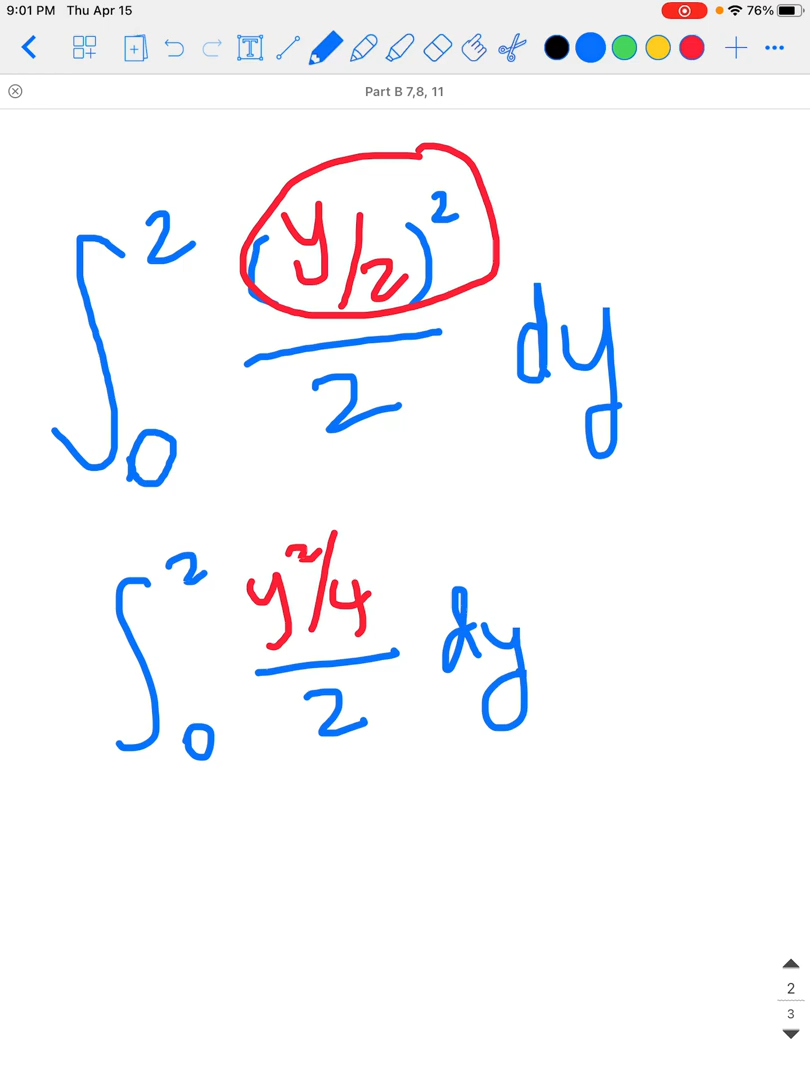 9:01 PM Thu Apr 15 76%
T
Part B 7,8, 11
∫₀² (y/2)²/2 dy
∫₀² y²/4/2 dy
2
3